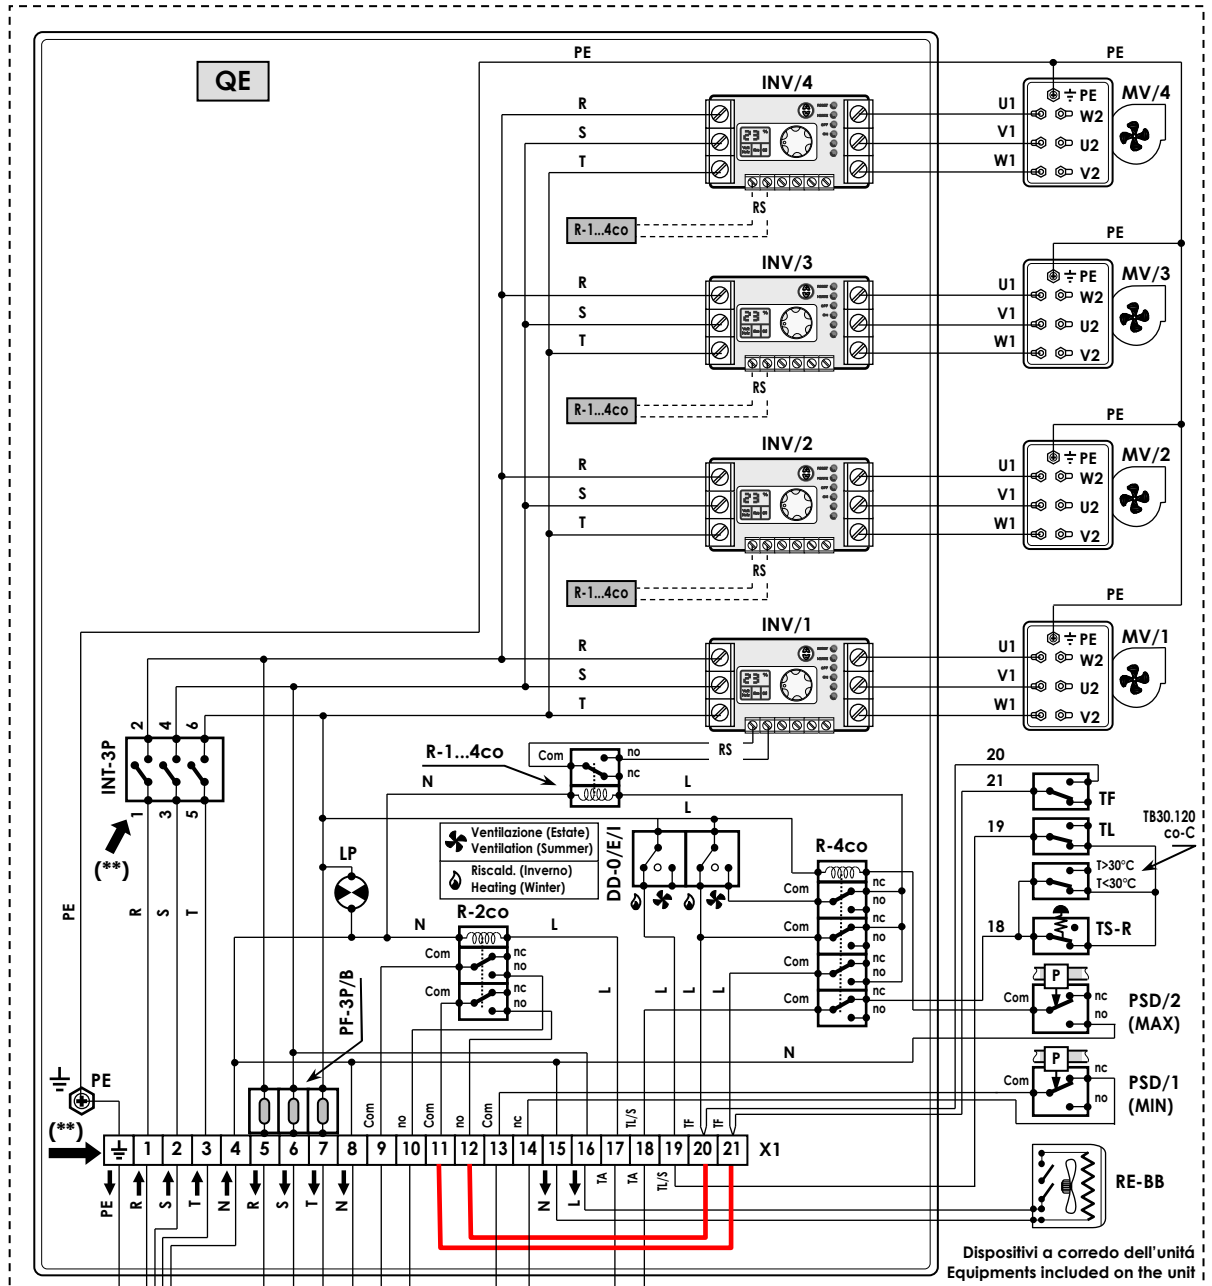 QE
PE
PE
INV/4
R
S
T
U1
V1
W1
PE
W2
U2
V2
MV/4
23 %
RS
R-1...4co
PE
INV/3
R
S
T
U1
V1
W1
PE
W2
U2
V2
MV/3
23 %
RS
R-1...4co
PE
INV/2
R
S
T
U1
V1
W1
PE
W2
U2
V2
MV/2
23 %
RS
R-1...4co
PE
INV/1
R
S
T
U1
V1
W1
PE
W2
U2
V2
MV/1
23 %
2 4 6
INT-3P
1 3 5
(**)
R-1...4co
Com
no
nc
RS
N
L
L
20
21
TF
19
TL
TB30.120
co-C
T>30°C
T<30°C
18
TS-R
Ventilazione (Estate)
Ventilation (Summer)
Riscald. (Inverno)
Heating (Winter)
DD-0/E/I
R-4co
Com
nc
no
Com
nc
no
Com
nc
no
Com
nc
no
LP
R-2co
N
L
Com
nc
no
Com
nc
no
PE
R
S
T
L
L
L
L
P
Com
nc
no
PSD/2
(MAX)
PF-3P/B
N
P
Com
nc
no
PSD/1
(MIN)
PE
(**)
Com
no
Com
no
Com
nc
TL/S
TF
TF
1 2 3 4 5 6 7 8 9 10 11 12 13 14 15 16 17 18 19 20 21 X1
PE
R
S
T
N
R
S
T
N
N
L
TA
TA
TL/S
RE-BB
Dispositivi a corredo dell'unitá
Equipments included on the unit